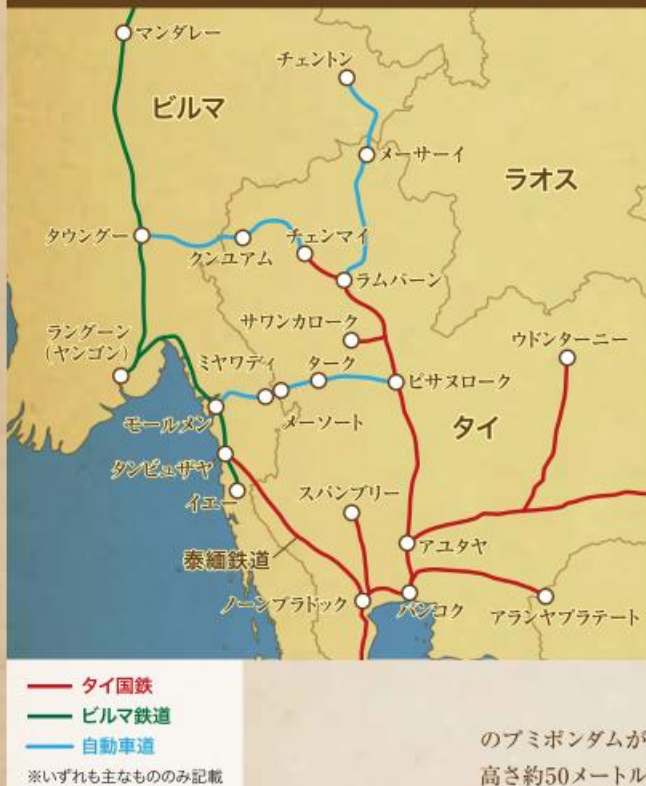 マンダレー
チェントン
ビルマ
メーサーイ
ラオス
タウングー
クンユアム
チェンマイ
ラムパーン
サワンカローク
ウドンターニー
ラングーン
(ヤンゴン)
ミヤワディ
ターク
ピサヌローク
モールメン
メーソート
タイ
タンビュザヤ
イエー
スパンブリー
泰緬鉄道
アユタヤ
ノーンプラドック
バンコク
アランヤプラテート
タイ国鉄
ビルマ鉄道
自動車道
※いずれも主なもののみ記載
のブミポンダムが
高さ約50メートル